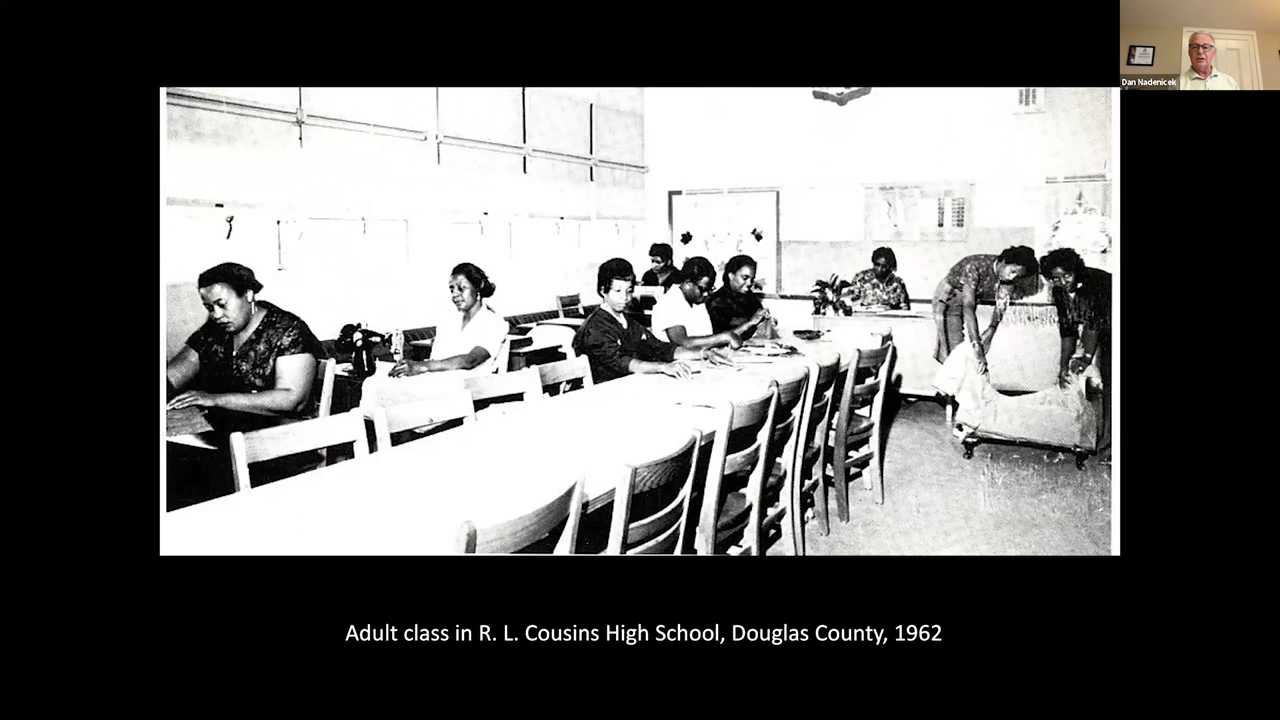 Dan Nadenicek
Adult class in R. L. Cousins High School, Douglas County, 1962